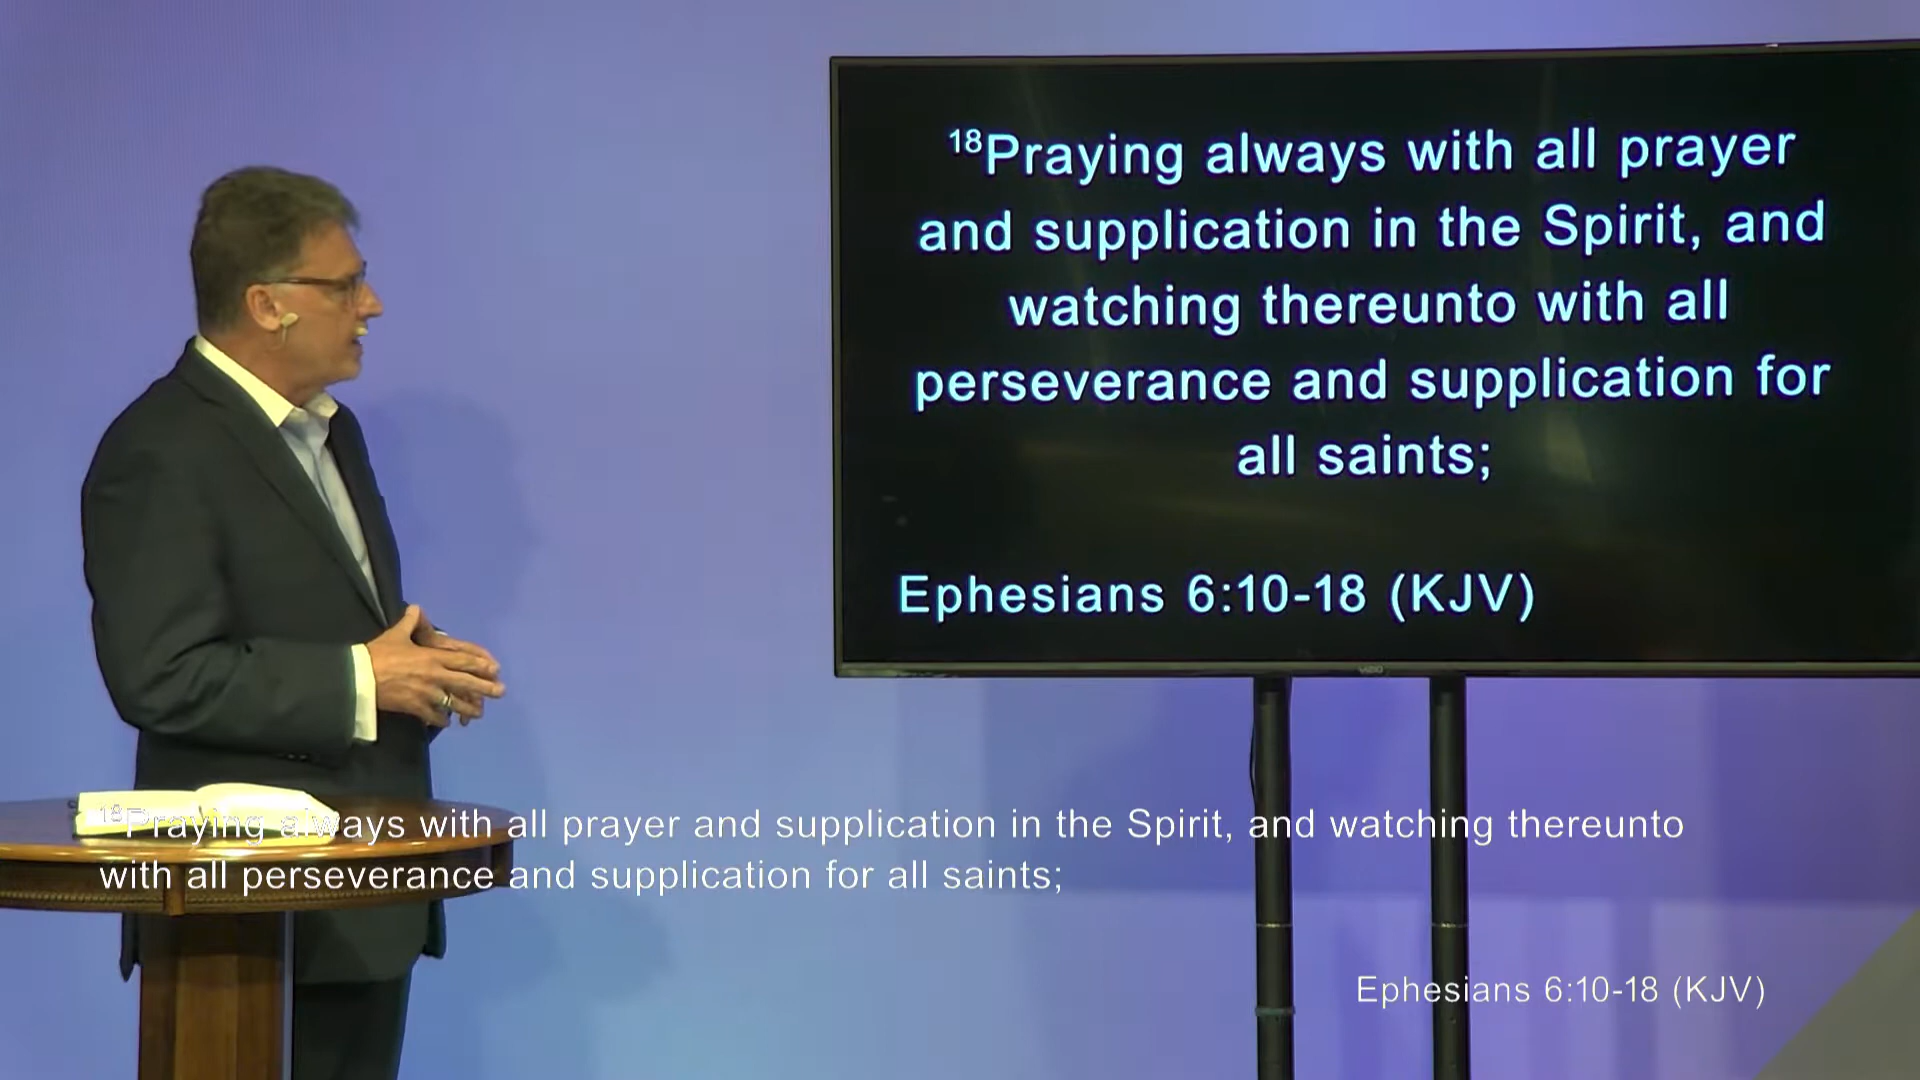 ¹⁸Praying always with all prayer
and supplication in the Spirit, and
watching thereunto with all
perseverance and supplication for
all saints;
Ephesians 6:10-18 (KJV)
VIZIO
¹⁸Praying always with all prayer and supplication in the Spirit, and watching thereunto
with all perseverance and supplication for all saints;
Ephesians 6:10-18 (KJV)